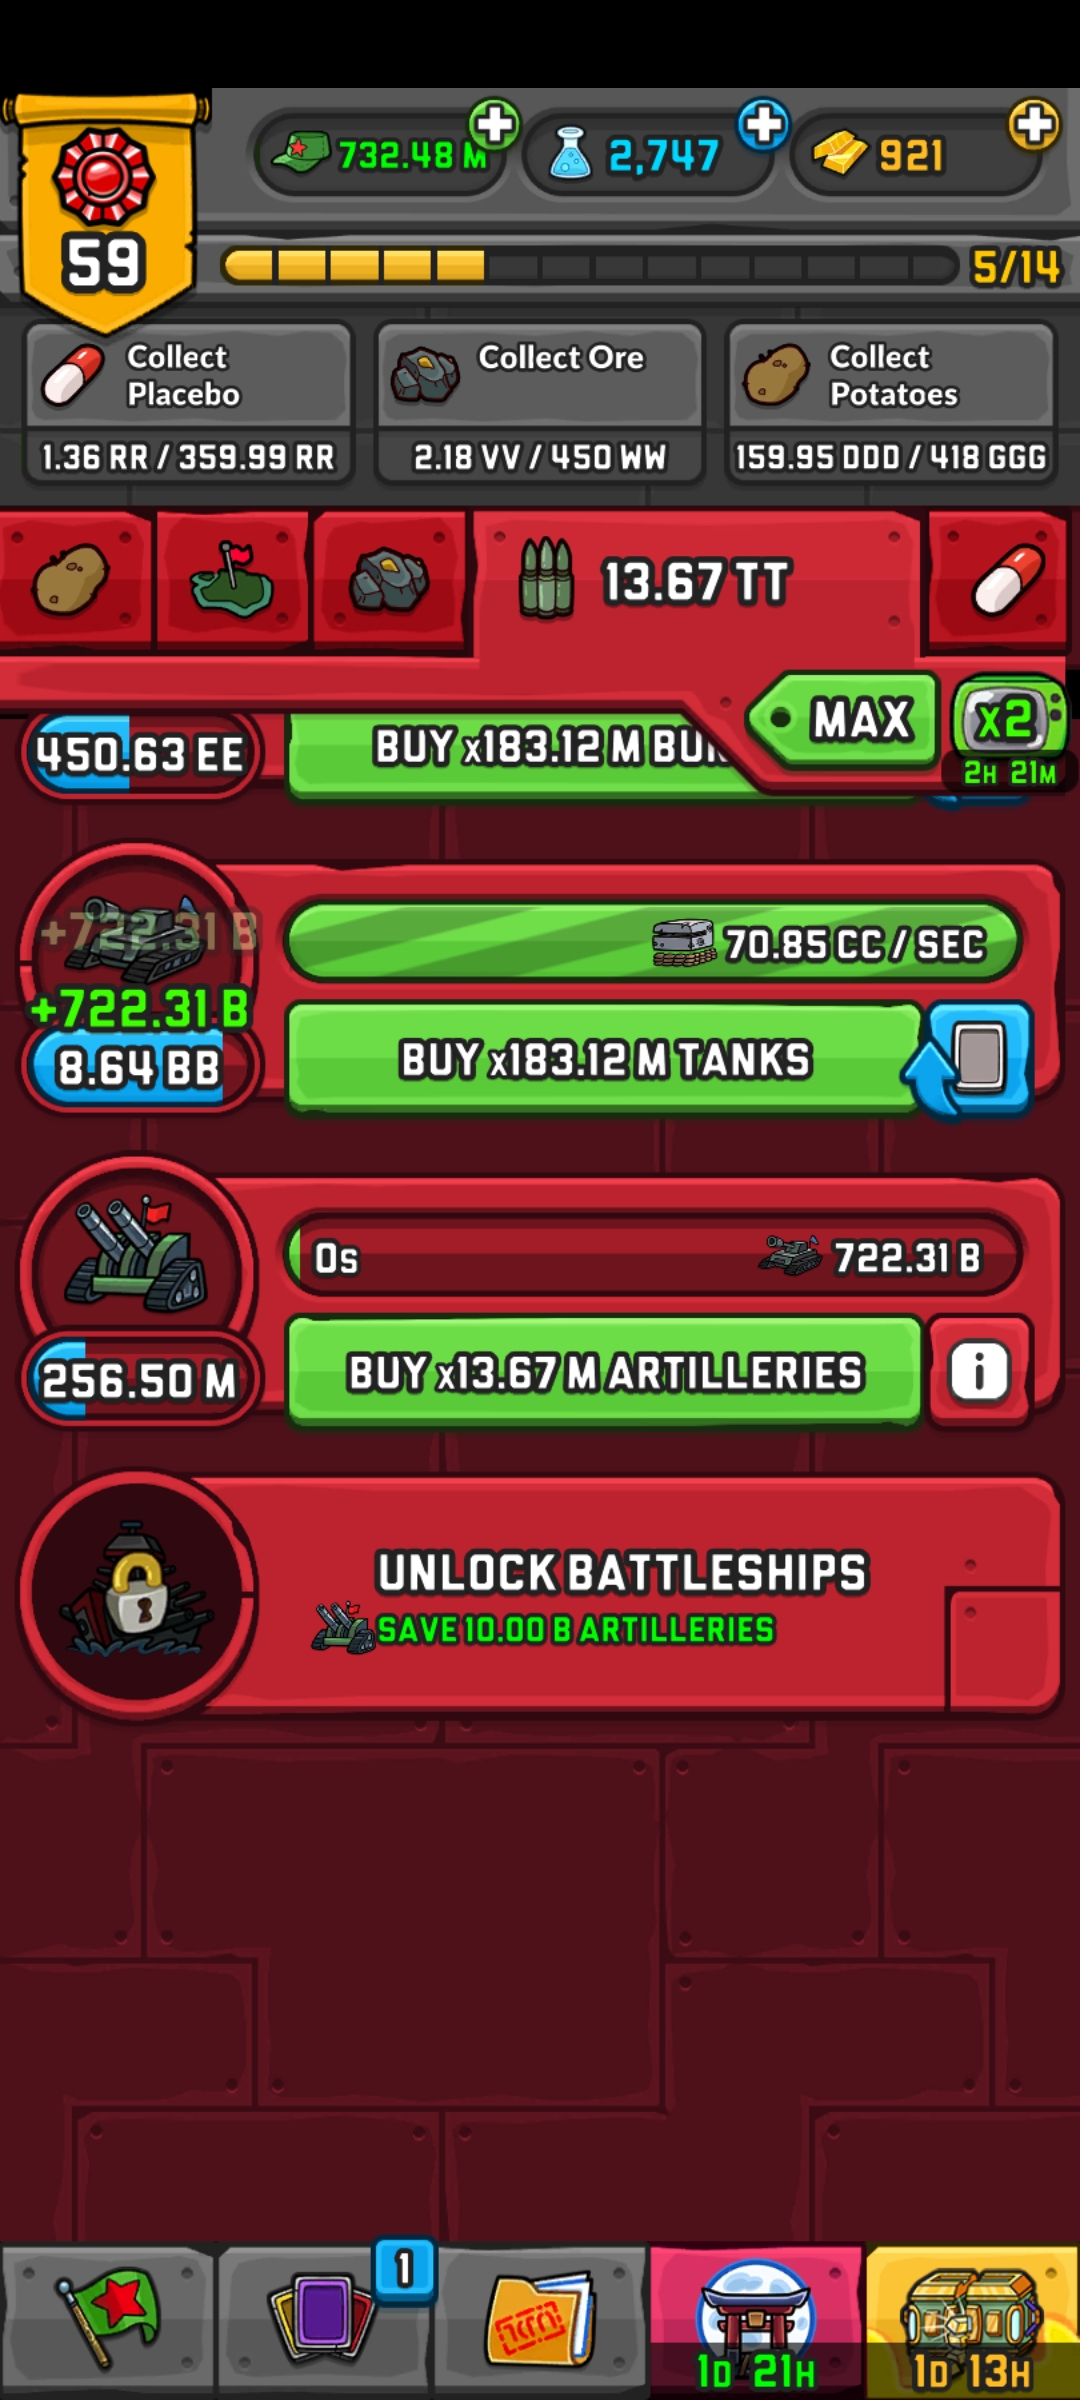 732.48 M
2,747
921
59
5/14
Collect
Placebo
1.36 RR / 359.99 RR
Collect Ore
2.18 VV / 450 WW
Collect
Potatoes
159.95 DDD / 418 GGG
13.67 TT
MAX
x2
2H 21M
450.63 EE
BUY x183.12 M
+722.31 B
70.85 CC / SEC
+722.31 B
8.64 BB
BUY x183.12 M TANKS
0s
722.31 B
256.50 M
BUY x13.67 M ARTILLERIES
i
UNLOCK BATTLESHIPS
SAVE 10.00 B ARTILLERIES
1
1D 21H
1D 13H